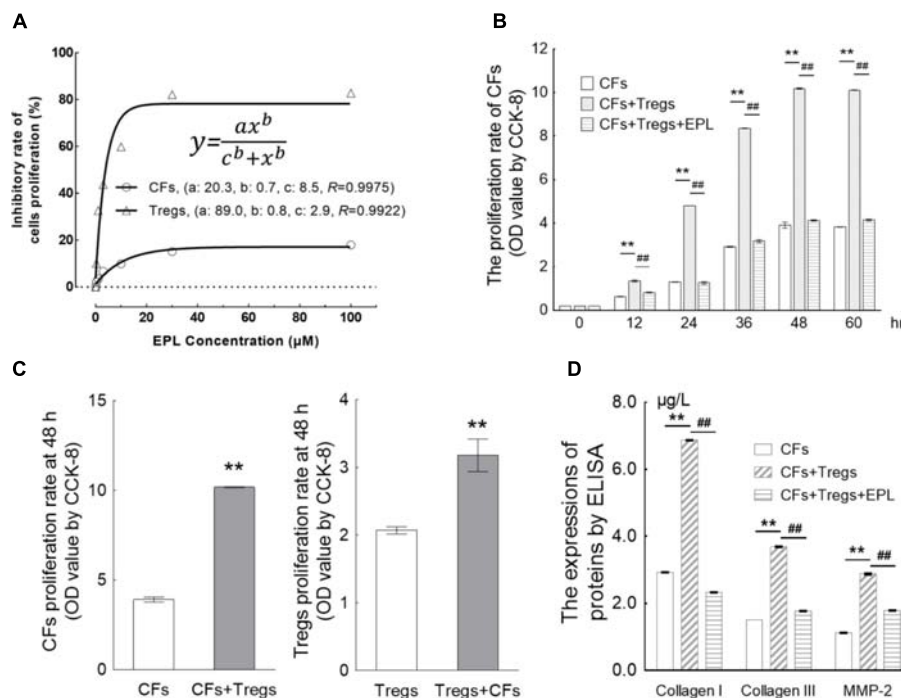 A
Inhibitory rate of
cells proliferation (%)
100
80
60
40
20
0
y=ax^b/(c^b+x^b)
CFs, (a: 20.3, b: 0.7, c: 8.5, R=0.9975)
Tregs, (a: 89.0, b: 0.8, c: 2.9, R=0.9922)
0 20 40 60 80 100
EPL Concentration (μM)
B
The proliferation rate of CFs
(OD value by CCK-8)
12
10
8
6
4
2
0
CFs
CFs+Tregs
CFs+Tregs+EPL
** ##
** ##
** ##
** ##
** ##
0 12 24 36 48 60 hr
C
CFs proliferation rate at 48 h
(OD value by CCK-8)
15
10
5
0
**
CFs CFs+Tregs
Tregs proliferation rate at 48 h
(OD value by CCK-8)
4
3
2
1
0
**
Tregs Tregs+CFs
D
The expressions of
proteins by ELISA
μg/L
8.0
6.0
4.0
2.0
0.0
CFs
CFs+Tregs
CFs+Tregs+EPL
** ##
** ##
** ##
Collagen I Collagen III MMP-2